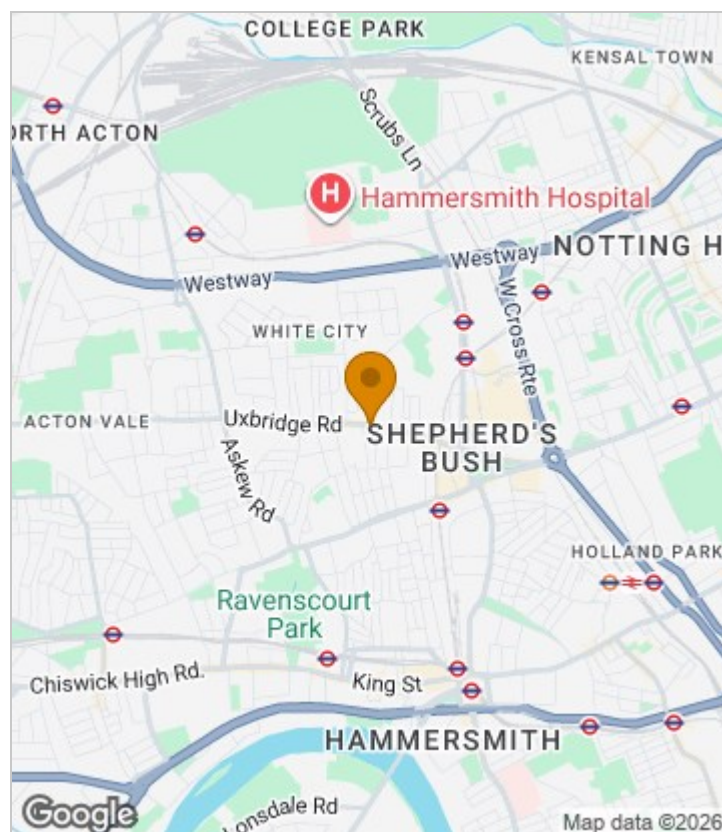 COLLEGE PARK
KENSAL TOWN
ORTH ACTON
Scrubs Ln
H
Hammersmith Hospital
NOTTING H
Westway
Westway
W Cross Rte
WHITE CITY
ACTON VALE
Uxbridge Rd
SHEPHERD'S
BUSH
Askew Rd
HOLLAND PARK
Ravenscourt
Park
Chiswick High Rd.
King St
HAMMERSMITH
Lonsdale Rd
Google
Map data ©2026